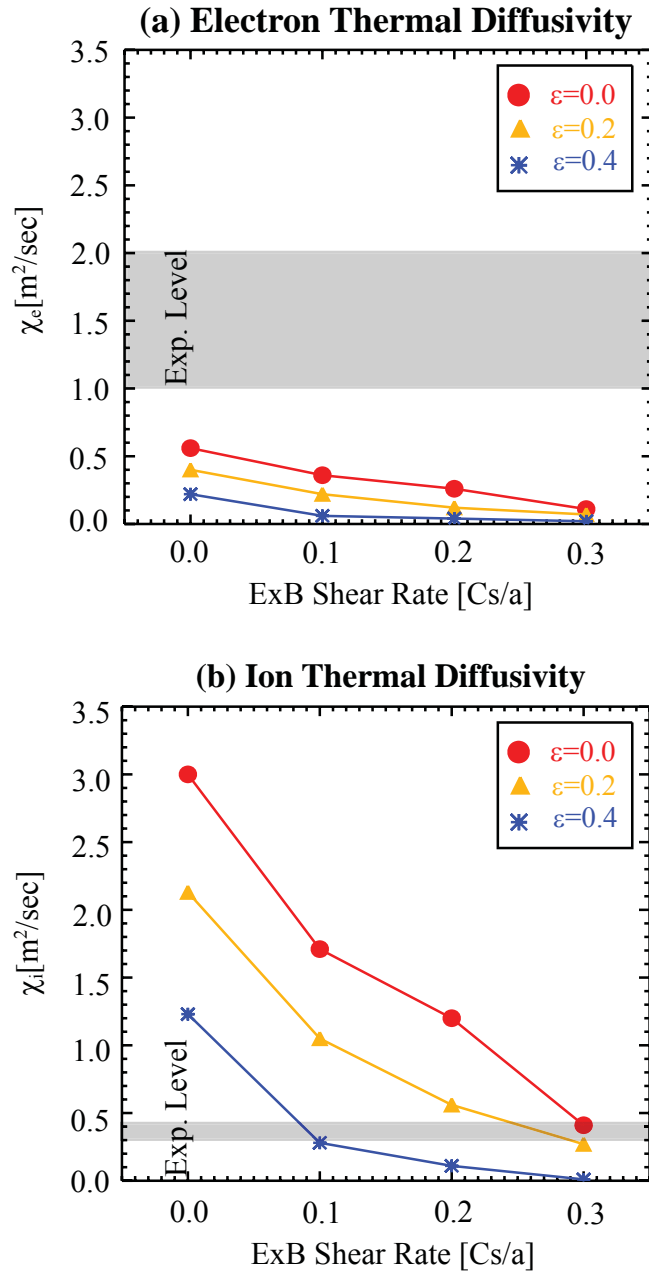 (a) Electron Thermal Diffusivity
3.5
3.0
2.5
2.0
1.5
1.0
0.5
0.0
χe[m²/sec]
Exp. Level
ε=0.0
ε=0.2
ε=0.4
0.0 0.1 0.2 0.3
ExB Shear Rate [Cs/a]
(b) Ion Thermal Diffusivity
3.5
3.0
2.5
2.0
1.5
1.0
0.5
0.0
χi[m²/sec]
Exp. Level
ε=0.0
ε=0.2
ε=0.4
0.0 0.1 0.2 0.3
ExB Shear Rate [Cs/a]